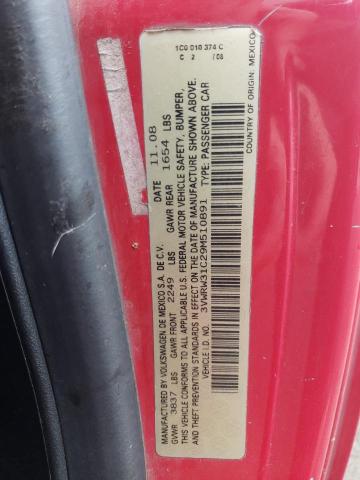 1C0 010 374 C
C 2 /08
MANUFACTURED BY VOLKSWAGEN DE MEXICO S.A. DE C.V. DATE 11.08
GVWR 3837 LBS GAWR FRONT 2249 LBS GAWR REAR 1654 LBS
THIS VEHICLE CONFORMS TO ALL APPLICABLE U.S. FEDERAL MOTOR VEHICLE SAFETY, BUMPER,
AND THEFT PREVENTION STANDARDS IN EFFECT ON THE DATE OF MANUFACTURE SHOWN ABOVE.
VEHICLE I.D. NO.: 3VWRW31C29M510891 TYPE: PASSENGER CAR
COUNTRY OF ORIGIN: MEXICO